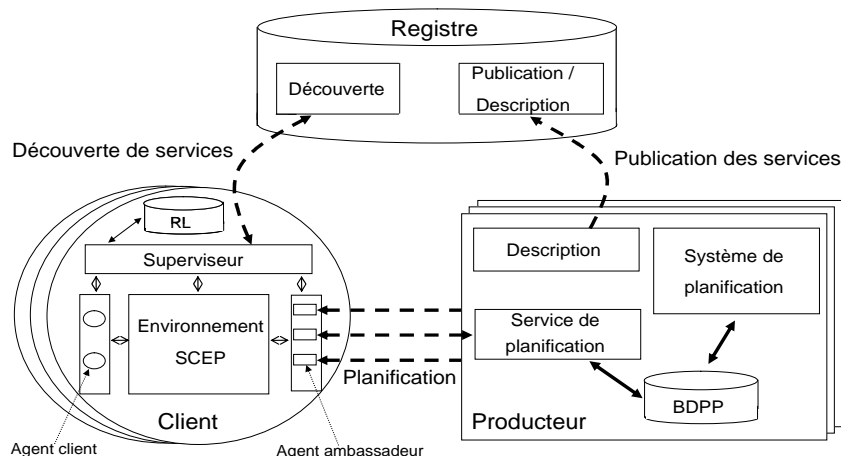 Registre
Découverte
Publication /
Description
Découverte de services
Publication des services
RL
Superviseur
Environnement
SCEP
Client
Agent client
Agent ambassadeur
Planification
Description
Système de
planification
Service de
planification
BDPP
Producteur